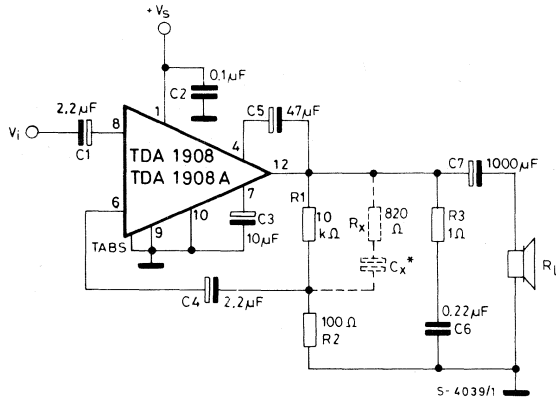 +Vs
0.1µF
C2
2,2µF
C5
47µF
Vi
C1
8
1
4
TDA 1908
TDA 1908A
12
C7
1000µF
6
7
R1
10
kΩ
Rx
820
Ω
R3
1Ω
10
C3
10µF
TABS
9
Cx*
RL
C4
2,2µF
100Ω
R2
0.22µF
C6
S-4039/1